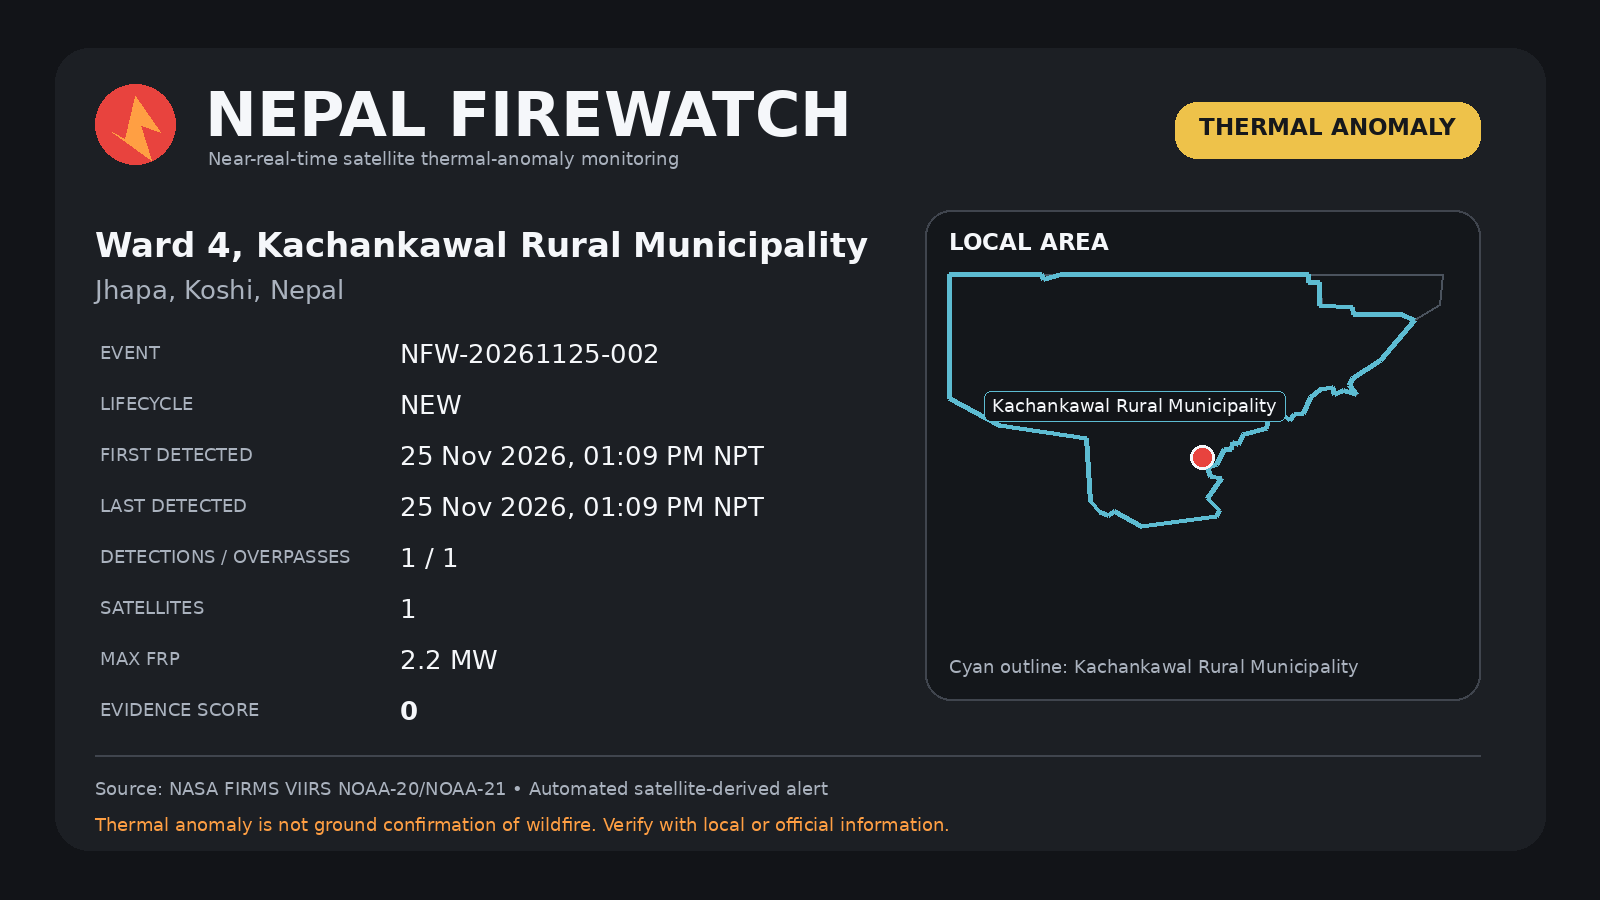 NEPAL FIREWATCH
Near-real-time satellite thermal-anomaly monitoring
THERMAL ANOMALY
Ward 4, Kachankawal Rural Municipality
Jhapa, Koshi, Nepal
EVENT NFW-20261125-002
LIFECYCLE NEW
FIRST DETECTED 25 Nov 2026, 01:09 PM NPT
LAST DETECTED 25 Nov 2026, 01:09 PM NPT
DETECTIONS / OVERPASSES 1 / 1
SATELLITES 1
MAX FRP 2.2 MW
EVIDENCE SCORE 0
LOCAL AREA
Kachankawal Rural Municipality
Cyan outline: Kachankawal Rural Municipality
Source: NASA FIRMS VIIRS NOAA-20/NOAA-21 • Automated satellite-derived alert
Thermal anomaly is not ground confirmation of wildfire. Verify with local or official information.